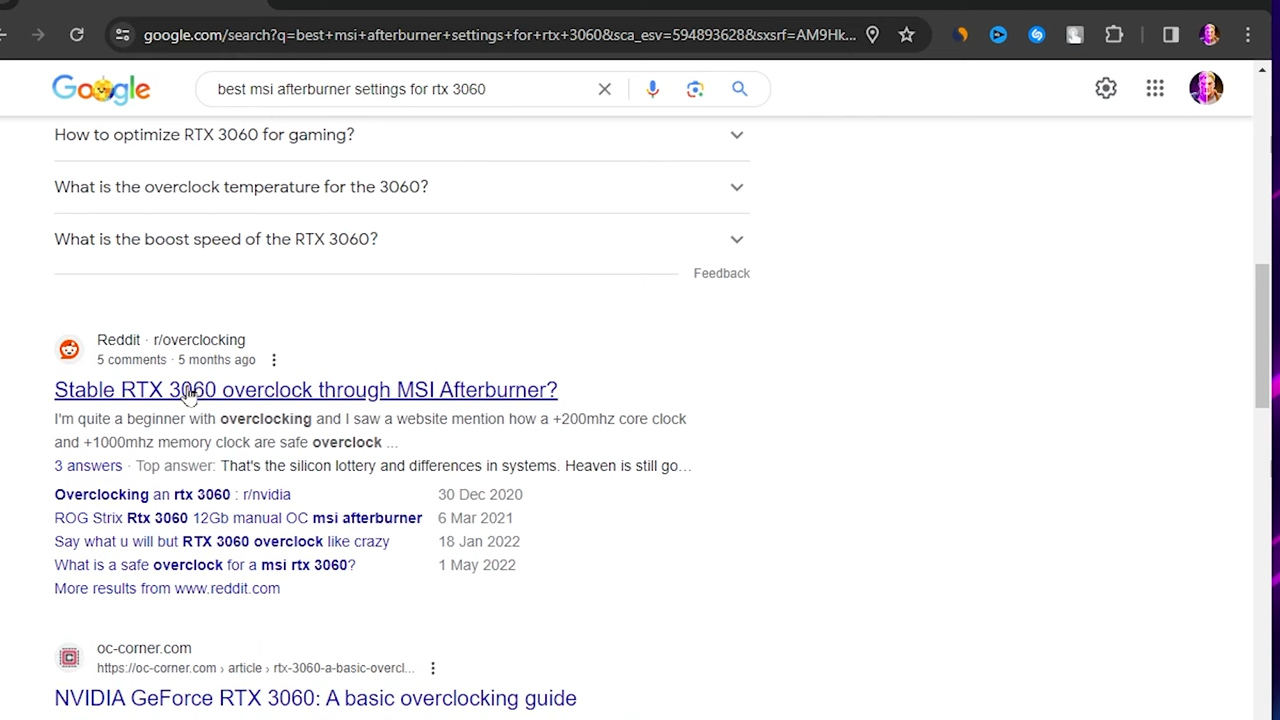 google.com/search?q=best+msi+afterburner+settings+for+rtx+3060&sca_esv=594893628&sxsrf=AM9Hk...
Google
best msi afterburner settings for rtx 3060
How to optimize RTX 3060 for gaming?
What is the overclock temperature for the 3060?
What is the boost speed of the RTX 3060?
Feedback
Reddit · r/overclocking
5 comments · 5 months ago
Stable RTX 3060 overclock through MSI Afterburner?
I'm quite a beginner with overclocking and I saw a website mention how a +200mhz core clock
and +1000mhz memory clock are safe overclock ...
3 answers · Top answer: That's the silicon lottery and differences in systems. Heaven is still go...
Overclocking an rtx 3060 : r/nvidia 30 Dec 2020
ROG Strix Rtx 3060 12Gb manual OC msi afterburner 6 Mar 2021
Say what u will but RTX 3060 overclock like crazy 18 Jan 2022
What is a safe overclock for a msi rtx 3060? 1 May 2022
More results from www.reddit.com
oc-corner.com
https://oc-corner.com › article › rtx-3060-a-basic-overcl...
NVIDIA GeForce RTX 3060: A basic overclocking guide